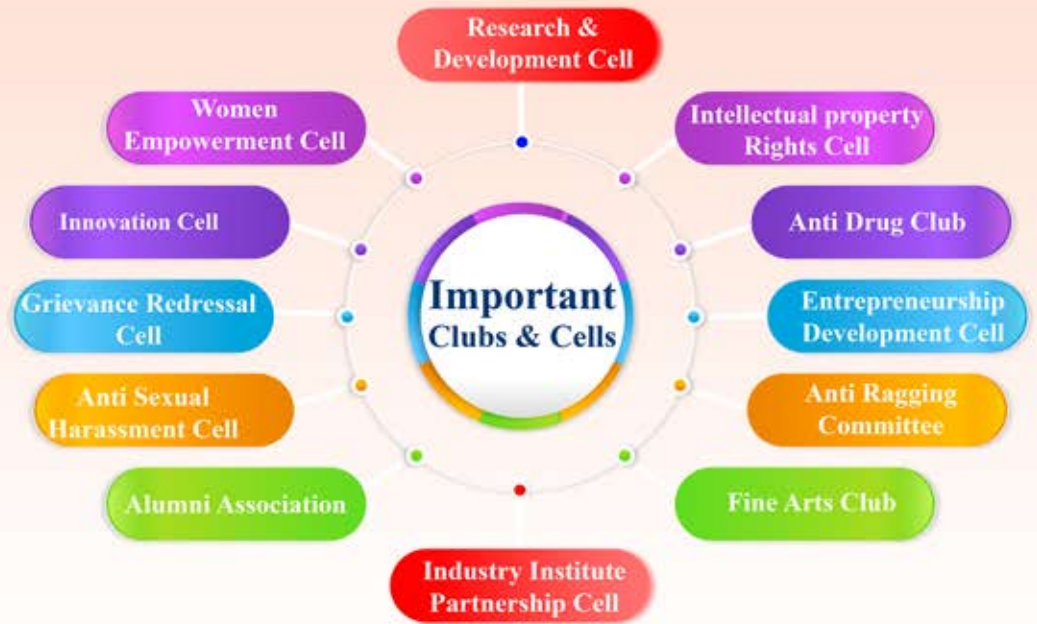 Research &
Development Cell
Women
Empowerment Cell
Intellectual property
Rights Cell
Innovation Cell
Anti Drug Club
Grievance Redressal
Cell
Important
Clubs & Cells
Entrepreneurship
Development Cell
Anti Sexual
Harassment Cell
Anti Ragging
Committee
Alumni Association
Fine Arts Club
Industry Institute
Partnership Cell